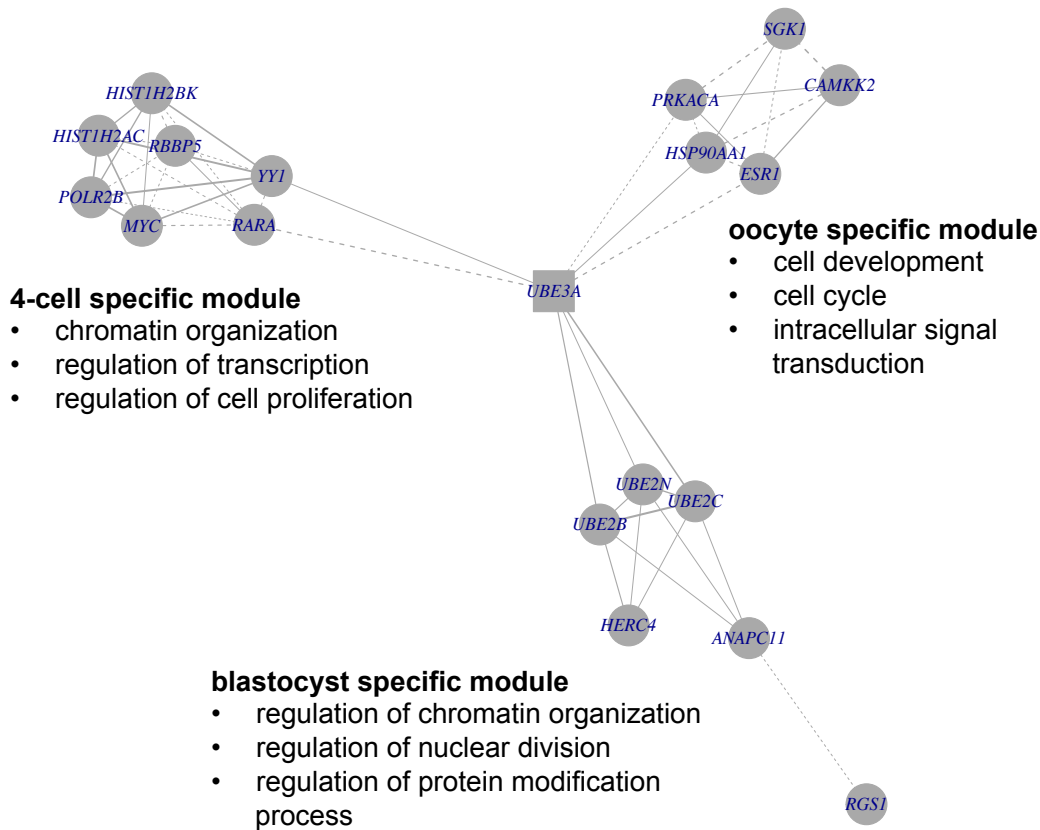 SGK1
HIST1H2BK
PRKACA
CAMKK2
HIST1H2AC
RBBP5
HSP90AA1
YY1
ESR1
POLR2B
MYC
RARA
oocyte specific module
• cell development
• cell cycle
• intracellular signal
transduction
UBE3A
4-cell specific module
• chromatin organization
• regulation of transcription
• regulation of cell proliferation
UBE2N
UBE2C
UBE2B
HERC4
ANAPC11
blastocyst specific module
• regulation of chromatin organization
• regulation of nuclear division
• regulation of protein modification
process
RGS1